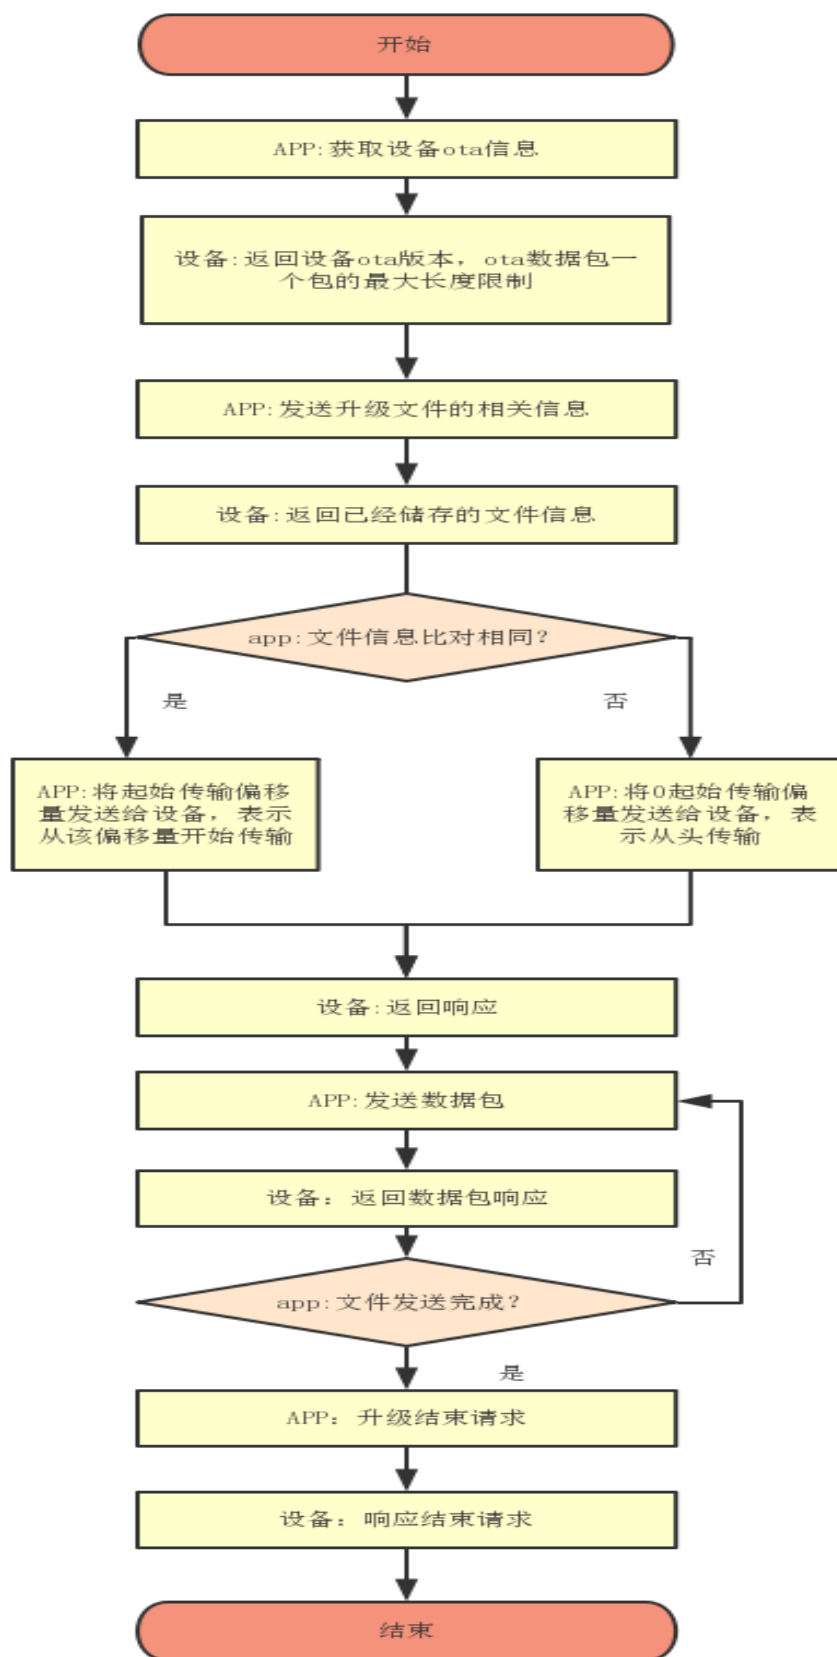 开始
APP:获取设备ota信息
设备:返回设备ota版本，ota数据包一
个包的最大长度限制
APP:发送升级文件的相关信息
设备:返回已经储存的文件信息
app:文件信息比对相同?
是
否
APP:将起始传输偏移
量发送给设备，表示
从该偏移量开始传输
APP:将0起始传输偏
移量发送给设备，表
示从头传输
设备:返回响应
APP:发送数据包
设备：返回数据包响应
否
app:文件发送完成?
是
APP：升级结束请求
设备：响应结束请求
结束